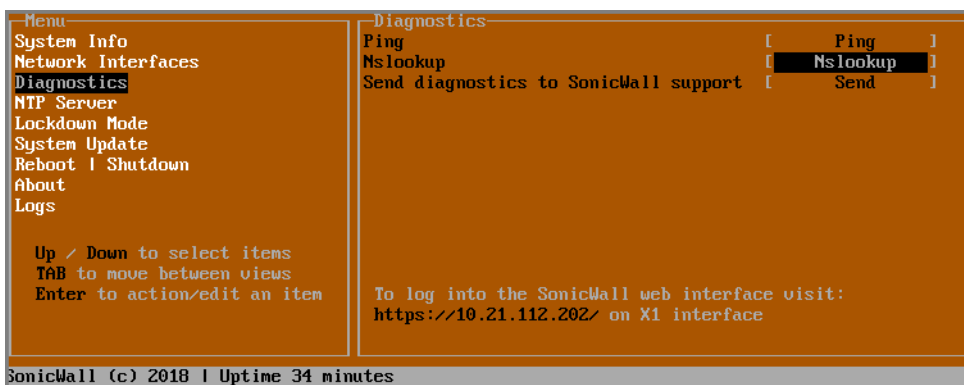 Menu
System Info
Network Interfaces
Diagnostics
NTP Server
Lockdown Mode
System Update
Reboot | Shutdown
About
Logs
Up / Down to select items
TAB to move between views
Enter to action/edit an item
Diagnostics
Ping [ Ping ]
Nslookup [ Nslookup ]
Send diagnostics to SonicWall support [ Send ]
To log into the SonicWall web interface visit:
https://10.21.112.202/ on X1 interface
SonicWall (c) 2018 | Uptime 34 minutes